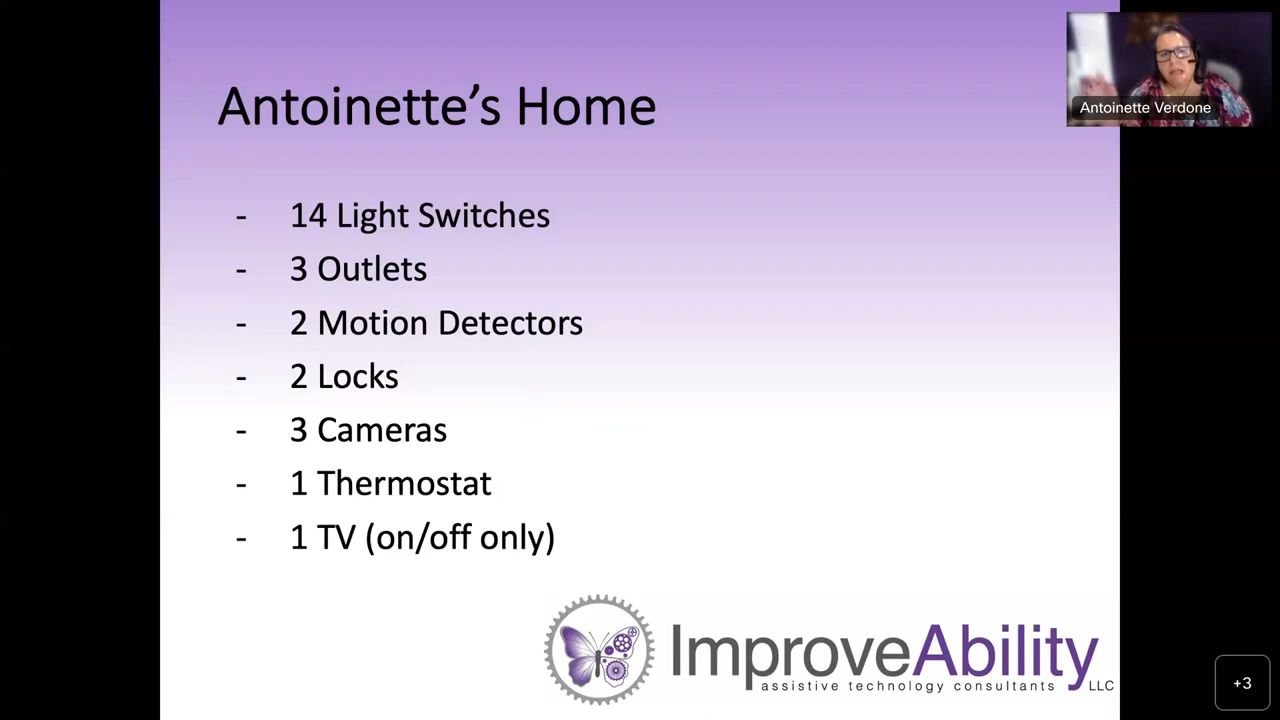 Antoinette's Home
Antoinette Verdone
- 14 Light Switches
- 3 Outlets
- 2 Motion Detectors
- 2 Locks
- 3 Cameras
- 1 Thermostat
- 1 TV (on/off only)
ImproveAbility LLC
assistive technology consultants
+3